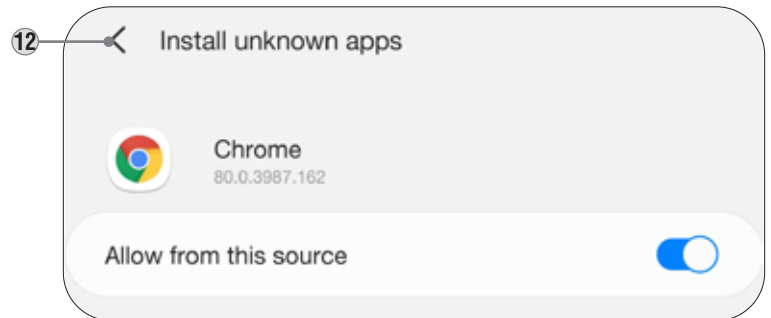 12 Install unknown apps
Chrome
80.0.3987.162
Allow from this source